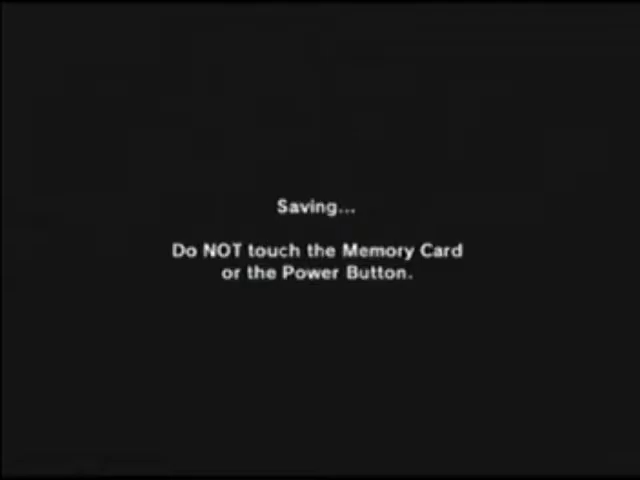 Saving...
Do NOT touch the Memory Card
or the Power Button.